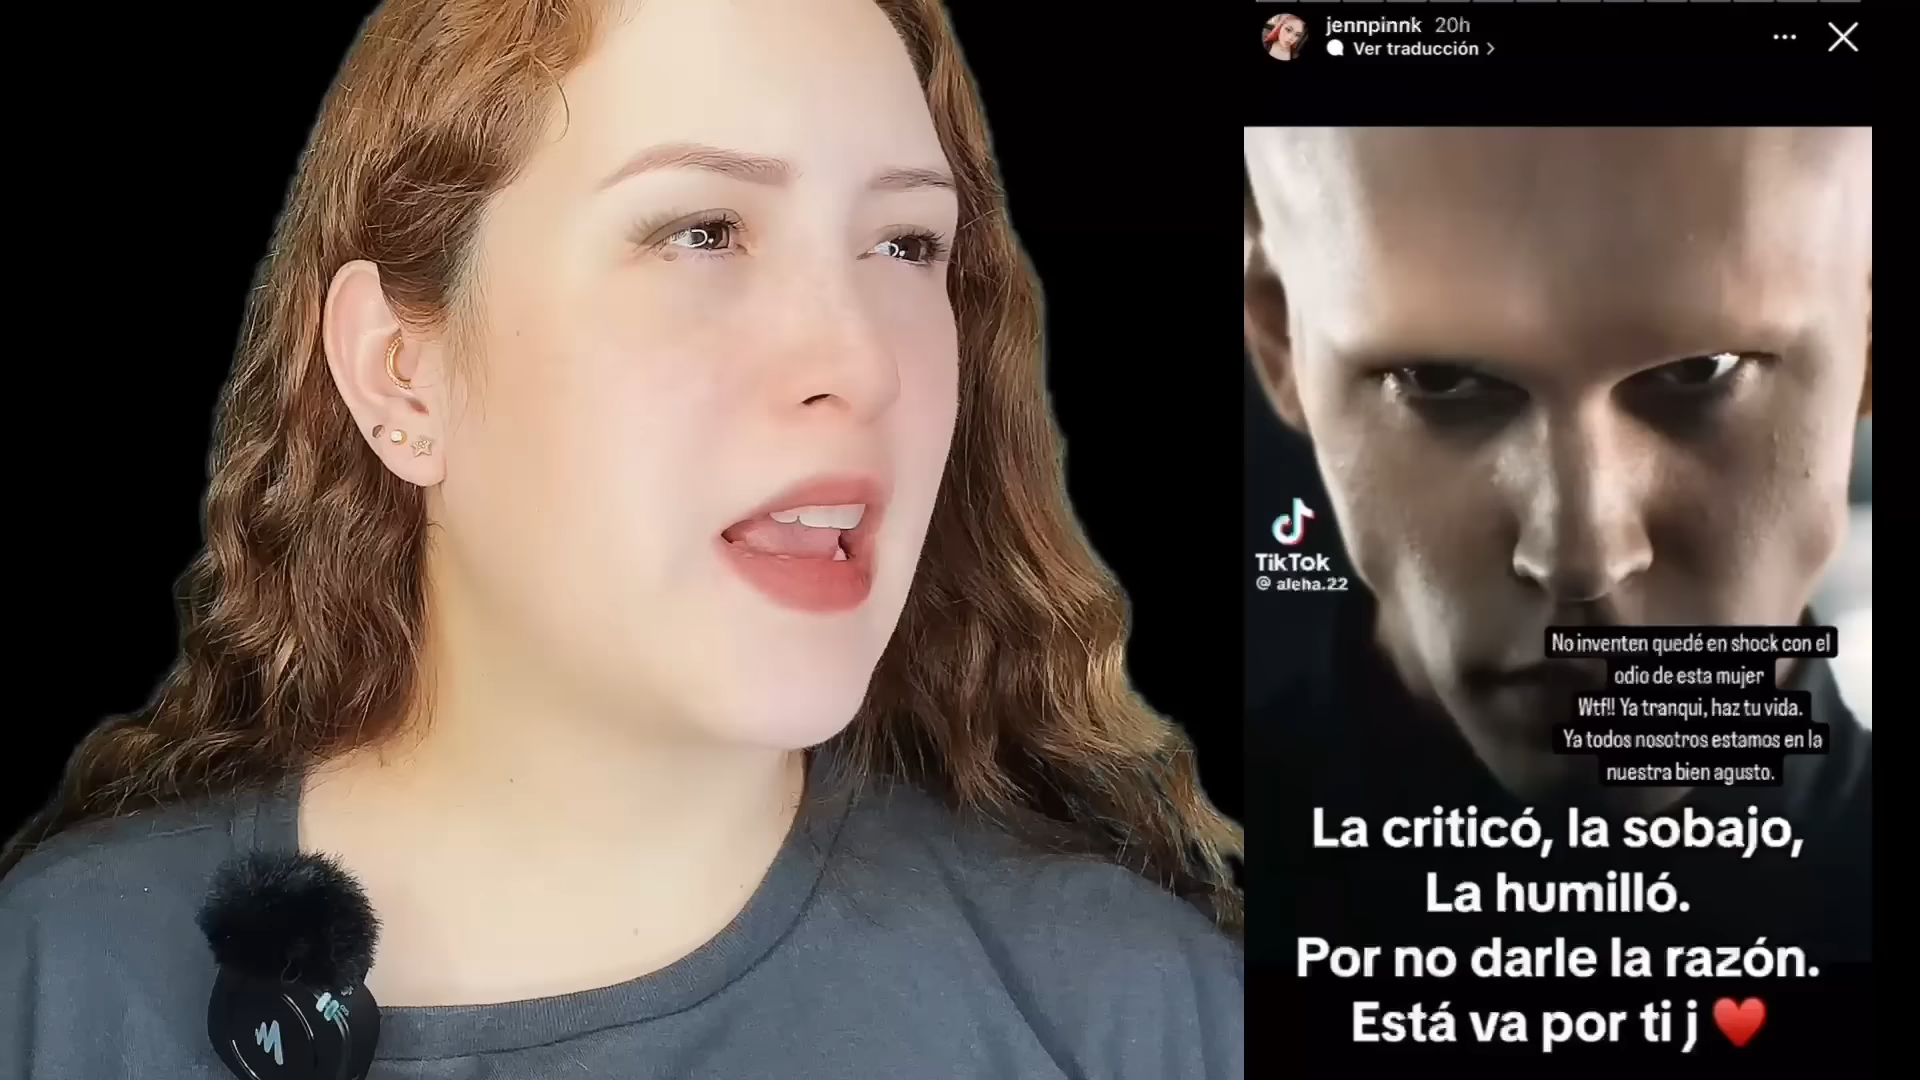 jennpinnk 20h
Ver traducción
TikTok
@ aleha.22
No inventen quedé en shock con el
odio de esta mujer
Wtf!! Ya tranqui, haz tu vida.
Ya todos nosotros estamos en la
nuestra bien agusto.
La criticó, la sobajo,
La humilló.
Por no darle la razón.
Está va por ti j ❤️